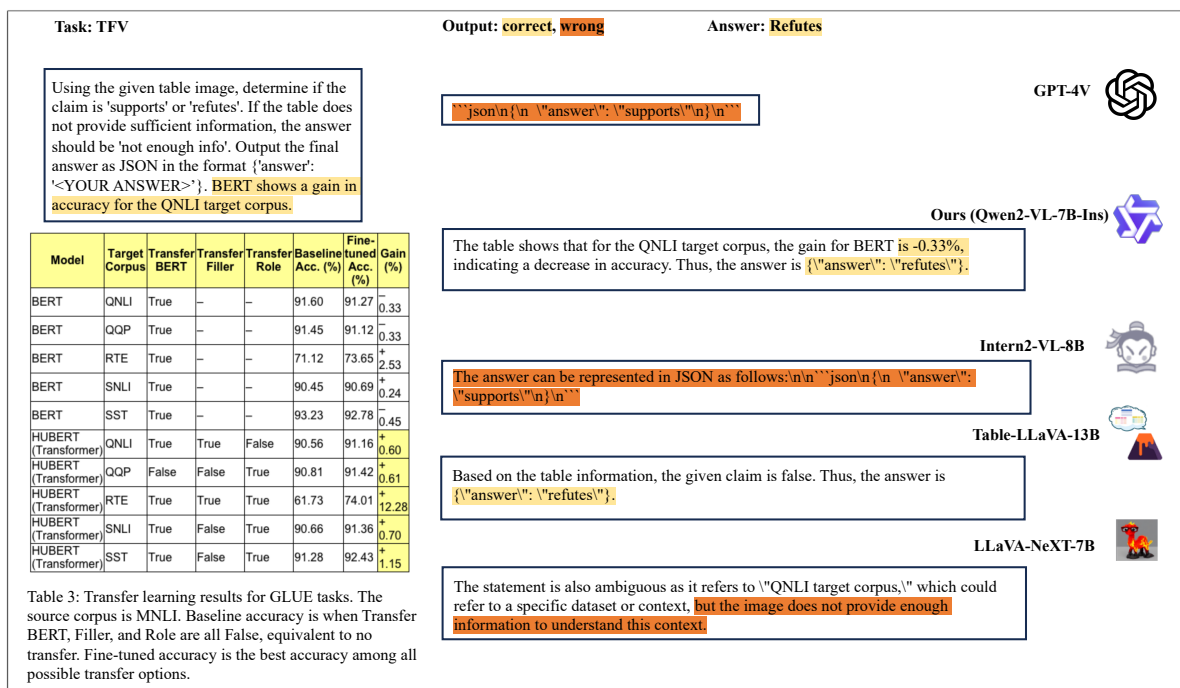 Task: TFV
Output: correct, wrong
Answer: Refutes
Using the given table image, determine if the
claim is 'supports' or 'refutes'. If the table does
not provide sufficient information, the answer
should be 'not enough info'. Output the final
answer as JSON in the format {'answer':
'<YOUR ANSWER>'}. BERT shows a gain in
accuracy for the QNLI target corpus.
Model Target Corpus Transfer BERT Transfer Filler Transfer Role Baseline Acc. (%) Fine-tuned Acc. (%) Gain (%)
BERT QNLI True – – 91.60 91.27 – 0.33
BERT QQP True – – 91.45 91.12 – 0.33
BERT RTE True – – 71.12 73.65 + 2.53
BERT SNLI True – – 90.45 90.69 + 0.24
BERT SST True – – 93.23 92.78 – 0.45
HUBERT (Transformer) QNLI True True False 90.56 91.16 + 0.60
HUBERT (Transformer) QQP False False True 90.81 91.42 + 0.61
HUBERT (Transformer) RTE True True True 61.73 74.01 + 12.28
HUBERT (Transformer) SNLI True False True 90.66 91.36 + 0.70
HUBERT (Transformer) SST True False True 91.28 92.43 + 1.15
Table 3: Transfer learning results for GLUE tasks. The
source corpus is MNLI. Baseline accuracy is when Transfer
BERT, Filler, and Role are all False, equivalent to no
transfer. Fine-tuned accuracy is the best accuracy among all
possible transfer options.
GPT-4V
```json\n{\n \"answer\": \"supports\"\n}\n```
Ours (Qwen2-VL-7B-Ins)
The table shows that for the QNLI target corpus, the gain for BERT is -0.33%,
indicating a decrease in accuracy. Thus, the answer is {\"answer\": \"refutes\"}.
Intern2-VL-8B
The answer can be represented in JSON as follows:\n\n```json\n{\n \"answer\":
\"supports\"\n}\n```
Table-LLaVA-13B
Based on the table information, the given claim is false. Thus, the answer is
{\"answer\": \"refutes\"}.
LLaVA-NeXT-7B
The statement is also ambiguous as it refers to \"QNLI target corpus,\" which could
refer to a specific dataset or context, but the image does not provide enough
information to understand this context.